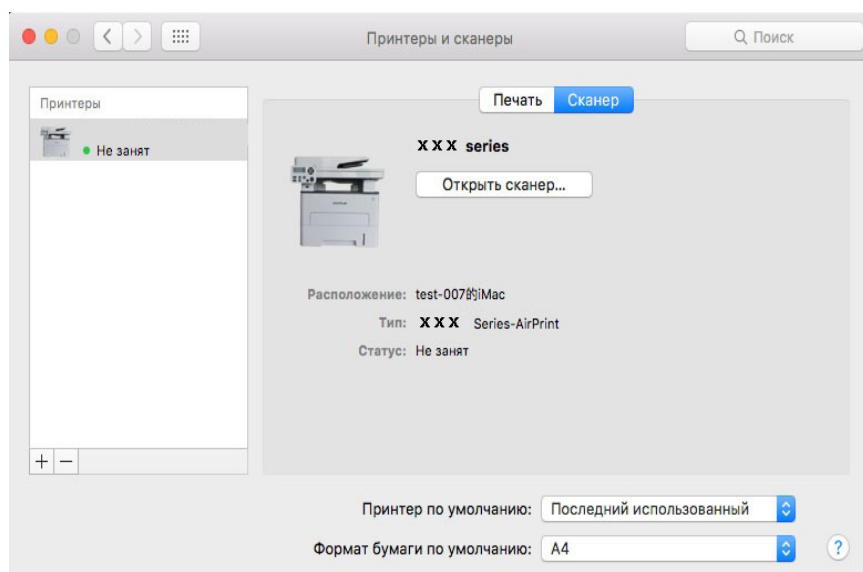 Принтеры и сканеры
Поиск
Принтеры
Не занят
Печать Сканер
X X X series
Открыть сканер...
Расположение: test-007的iMac
Тип: X X X Series-AirPrint
Статус: Не занят
+ −
Принтер по умолчанию: Последний использованный
Формат бумаги по умолчанию: A4
?